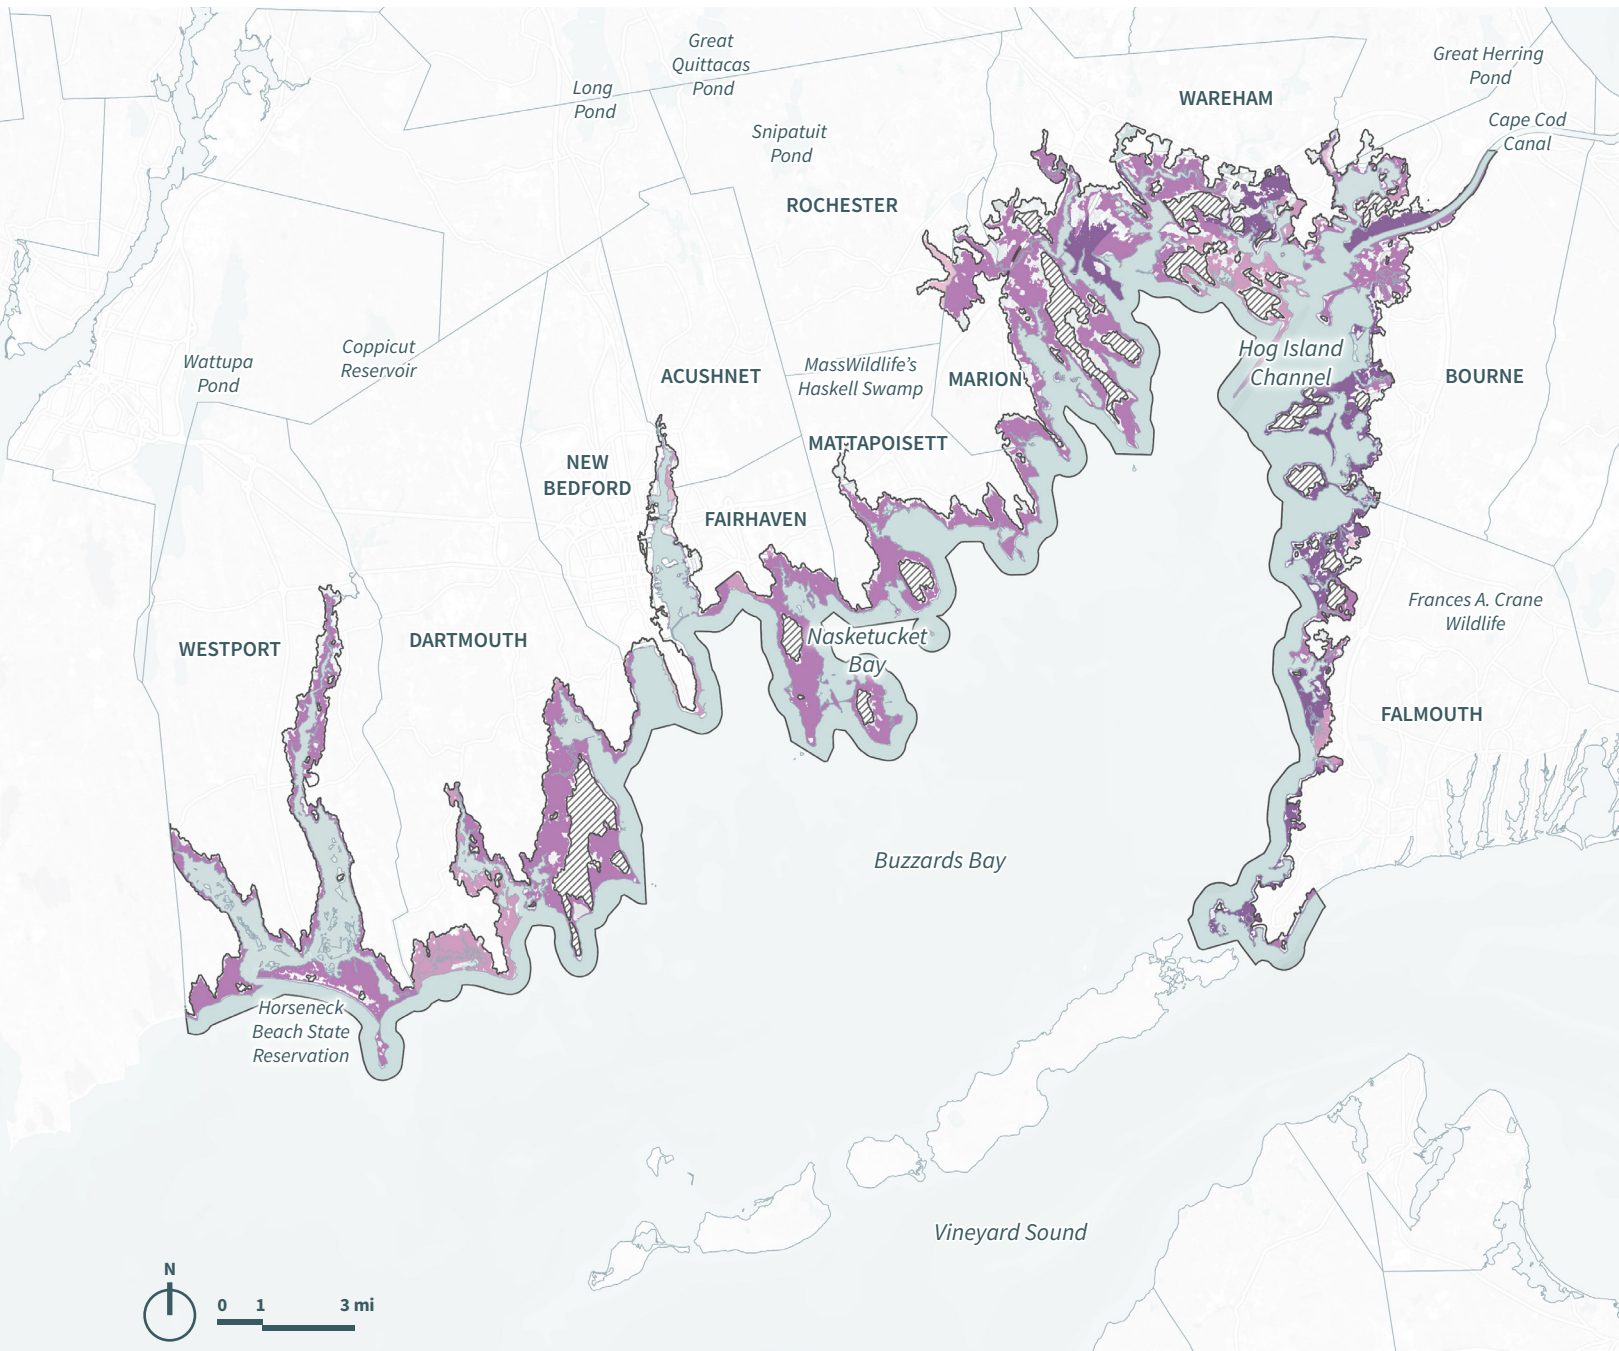 Great
Quittacas
Pond
Great Herring
Pond
Long
Pond
WAREHAM
Cape Cod
Canal
Snipatuit
Pond
ROCHESTER
Wattupa
Pond
Coppicut
Reservoir
ACUSHNET
MassWildlife’s
Haskell Swamp
MARION
Hog Island
Channel
BOURNE
MATTAPOISETT
NEW
BEDFORD
FAIRHAVEN
Frances A. Crane
Wildlife
WESTPORT
DARTMOUTH
Nasketucket
Bay
FALMOUTH
Buzzards Bay
Horseneck
Beach State
Reservation
Vineyard Sound
N
0 1 3 mi